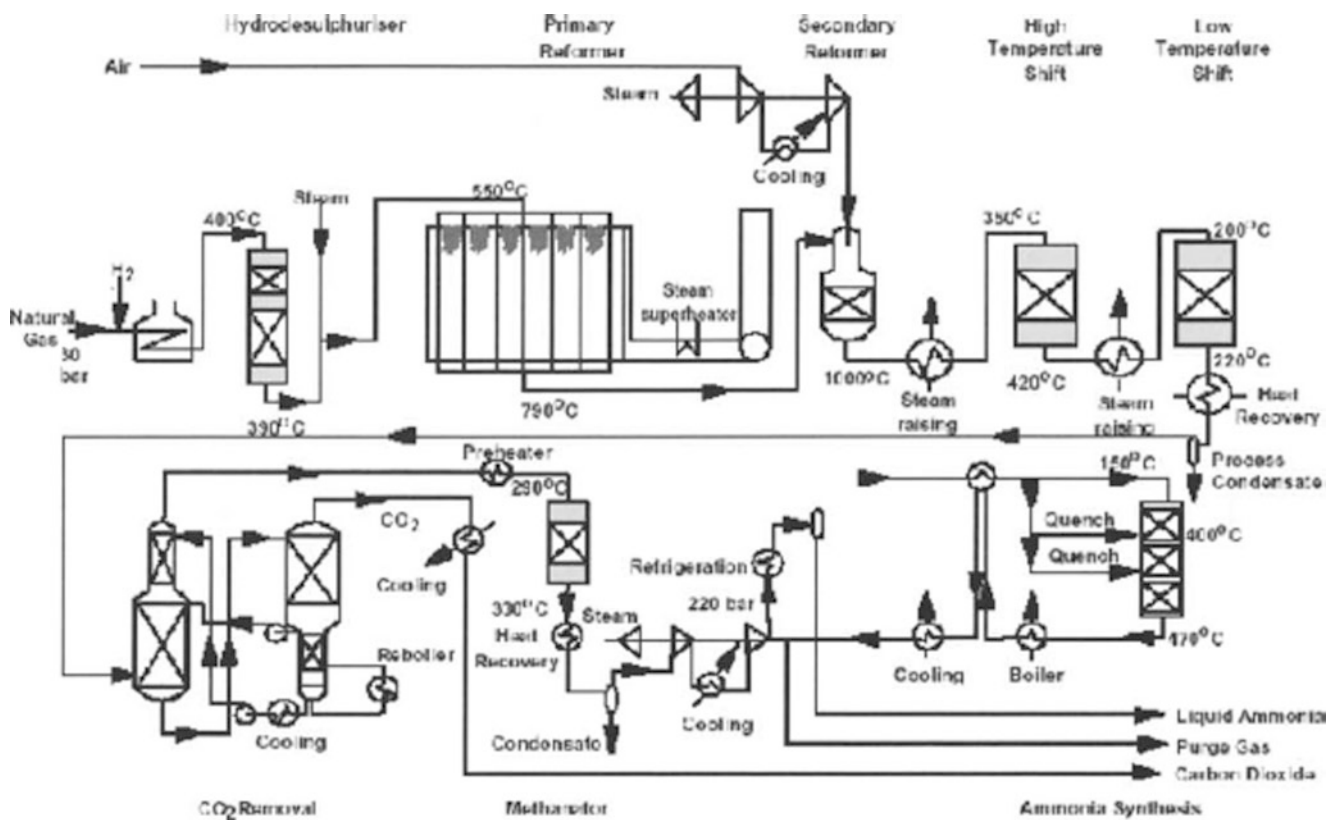 Hydrodesulphuriser
Primary
Reformer
Secondary
Reformer
High
Temperature
Shift
Low
Temperature
Shift
Air
Steam
Cooling
Steam
400°C
550°C
350°C
200°C
H2
Natural
Gas
30
bar
Steam
superheater
1000°C
420°C
220°C
Steam
raising
Steam
raising
Heat
Recovery
390°C
790°C
Preheater
290°C
150°C
Process
Condensate
CO2
Quench
400°C
Quench
Cooling
Refrigeration
330°C
Steam
220 bar
Heat
Recovery
470°C
Reboiler
Cooling
Boiler
Cooling
Cooling
Condensate
Liquid Ammonia
Purge Gas
Carbon Dioxide
CO2 Removal
Methanator
Ammonia Synthesis